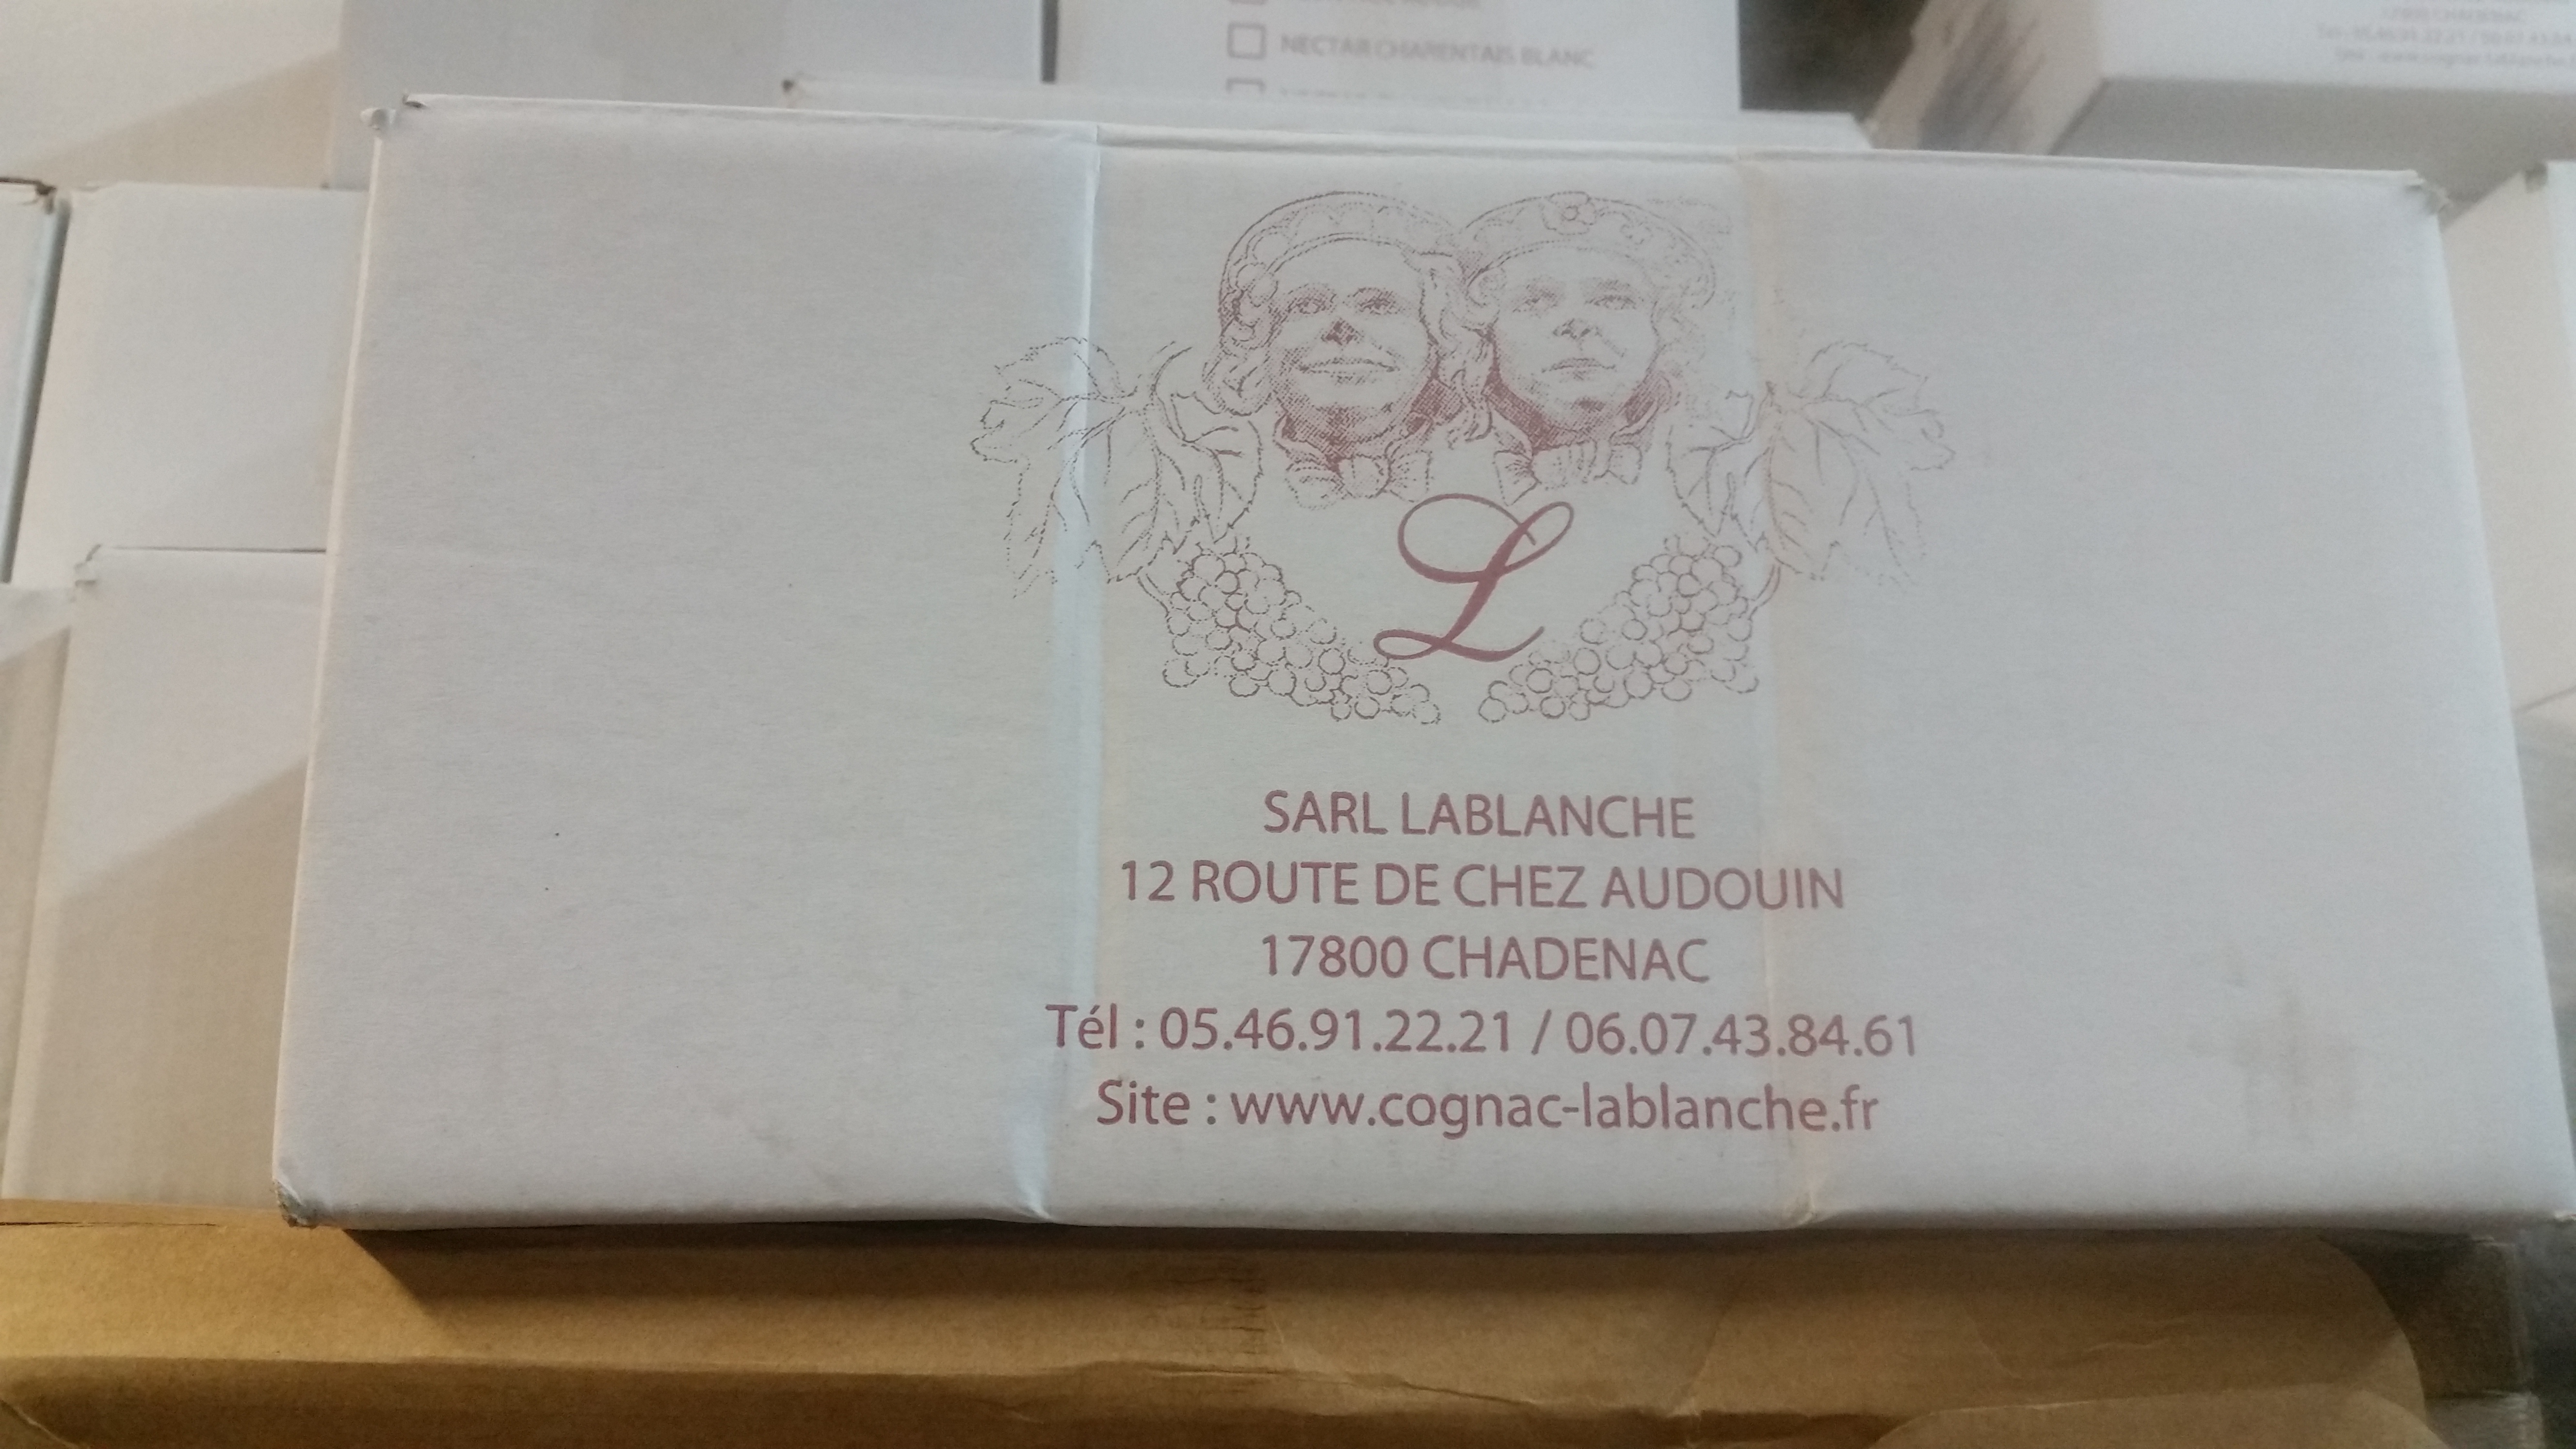 NECTAR CHARENTAIS BLANC
L
SARL LABLANCHE
12 ROUTE DE CHEZ AUDOUIN
17800 CHADENAC
Tél : 05.46.91.22.21 / 06.07.43.84.61
Site : www.cognac-lablanche.fr